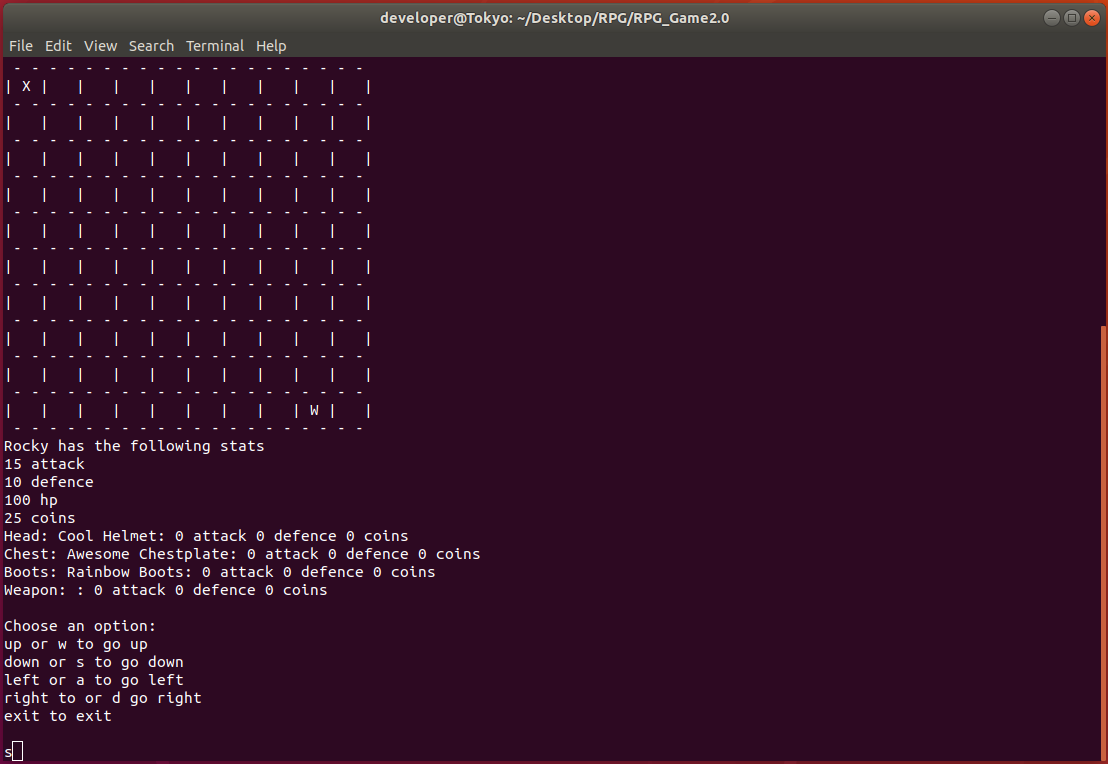 developer@Tokyo: ~/Desktop/RPG/RPG_Game2.0
File Edit View Search Terminal Help
 - - - - - - - - - - - - - - - - - - - -
| X |   |   |   |   |   |   |   |   |   |
 - - - - - - - - - - - - - - - - - - - -
|   |   |   |   |   |   |   |   |   |   |
 - - - - - - - - - - - - - - - - - - - -
|   |   |   |   |   |   |   |   |   |   |
 - - - - - - - - - - - - - - - - - - - -
|   |   |   |   |   |   |   |   |   |   |
 - - - - - - - - - - - - - - - - - - - -
|   |   |   |   |   |   |   |   |   |   |
 - - - - - - - - - - - - - - - - - - - -
|   |   |   |   |   |   |   |   |   |   |
 - - - - - - - - - - - - - - - - - - - -
|   |   |   |   |   |   |   |   |   |   |
 - - - - - - - - - - - - - - - - - - - -
|   |   |   |   |   |   |   |   |   |   |
 - - - - - - - - - - - - - - - - - - - -
|   |   |   |   |   |   |   |   |   |   |
 - - - - - - - - - - - - - - - - - - - -
|   |   |   |   |   |   |   |   | W |   |
 - - - - - - - - - - - - - - - - - - - -
Rocky has the following stats
15 attack
10 defence
100 hp
25 coins
Head: Cool Helmet: 0 attack 0 defence 0 coins
Chest: Awesome Chestplate: 0 attack 0 defence 0 coins
Boots: Rainbow Boots: 0 attack 0 defence 0 coins
Weapon: : 0 attack 0 defence 0 coins
Choose an option:
up or w to go up
down or s to go down
left or a to go left
right to or d go right
exit to exit
s